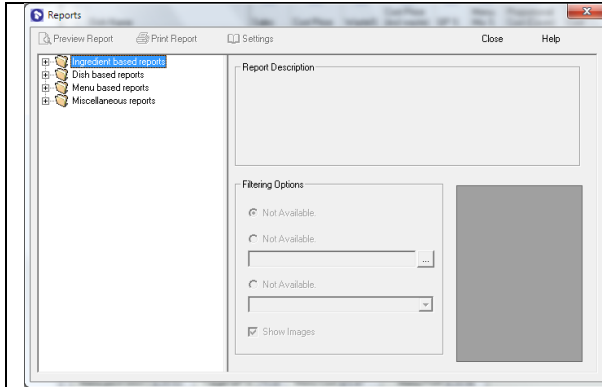 Reports
Preview Report Print Report Settings Close Help
Ingredient based reports
Dish based reports
Menu based reports
Miscellaneous reports
Report Description
Filtering Options
Not Available.
Not Available.
...
Not Available.
Show Images